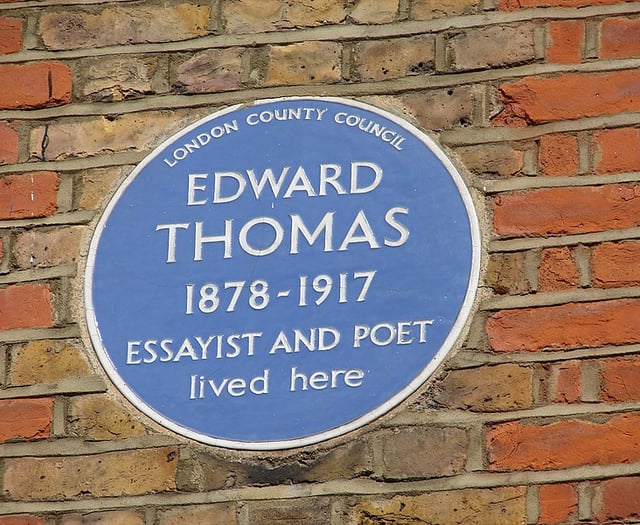 LONDON COUNTY COUNCIL
EDWARD
THOMAS
1878-1917
ESSAYIST AND POET
lived here